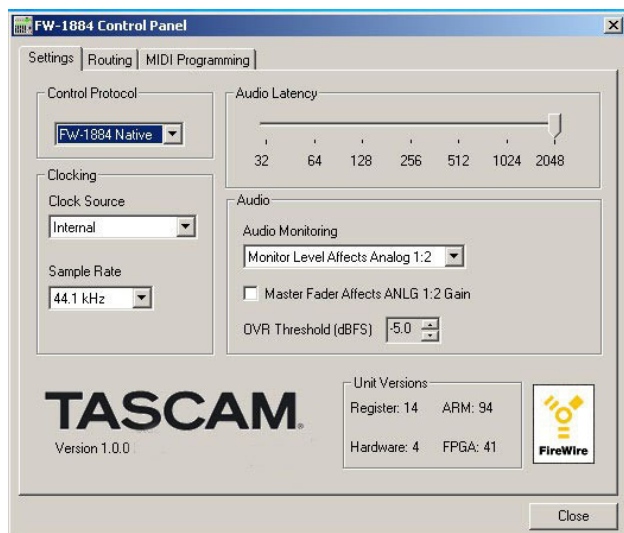 FW-1884 Control Panel
Settings Routing MIDI Programming
Control Protocol
FW-1884 Native
Clocking
Clock Source
Internal
Sample Rate
44.1 kHz
Audio Latency
32 64 128 256 512 1024 2048
Audio
Audio Monitoring
Monitor Level Affects Analog 1:2
Master Fader Affects ANLG 1:2 Gain
OVR Threshold (dBFS) -5.0
TASCAM.
Version 1.0.0
Unit Versions
Register: 14 ARM: 94
Hardware: 4 FPGA: 41
FireWire
Close